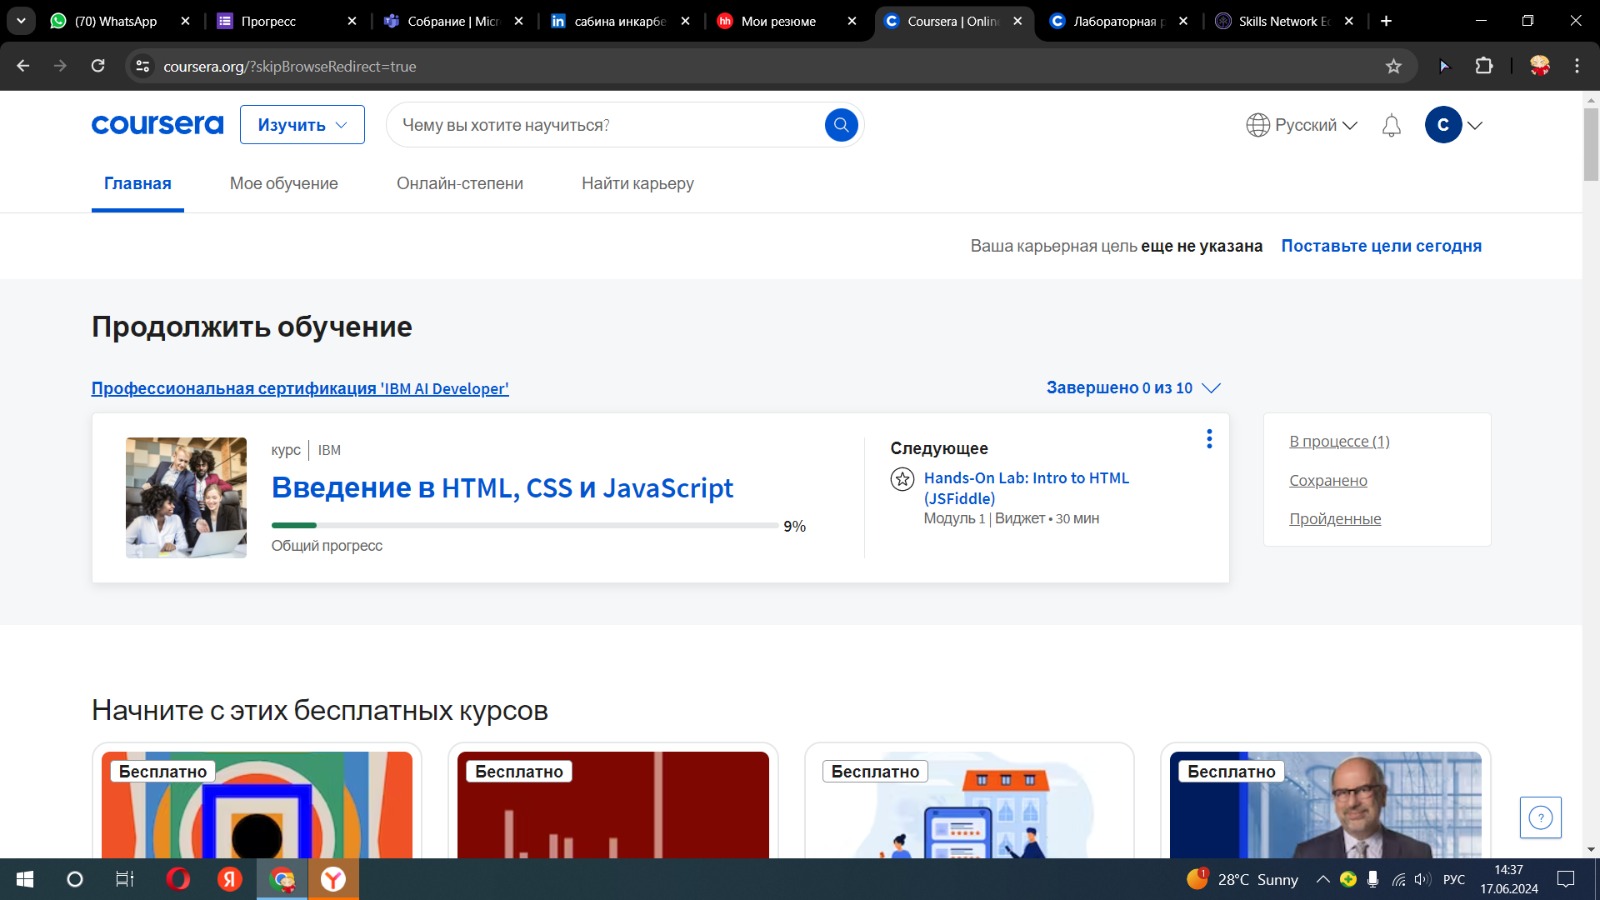 (70) WhatsApp
Прогресс
Собрание | Micr
сабина инкарбе
Мои резюме
Coursera | Onlin
Лабораторная р
Skills Network Ed
coursera.org/?skipBrowseRedirect=true
coursera
Изучить
Чему вы хотите научиться?
Русский
C
Главная
Мое обучение
Онлайн-степени
Найти карьеру
Ваша карьерная цель еще не указана
Поставьте цели сегодня
Продолжить обучение
Профессиональная сертификация 'IBM AI Developer'
Завершено 0 из 10
курс | IBM
Введение в HTML, CSS и JavaScript
9%
Общий прогресс
Следующее
Hands-On Lab: Intro to HTML
(JSFiddle)
Модуль 1 | Виджет • 30 мин
В процессе (1)
Сохранено
Пройденные
Начните с этих бесплатных курсов
Бесплатно
Бесплатно
Бесплатно
Бесплатно
28°C Sunny
РУС
14:37
17.06.2024